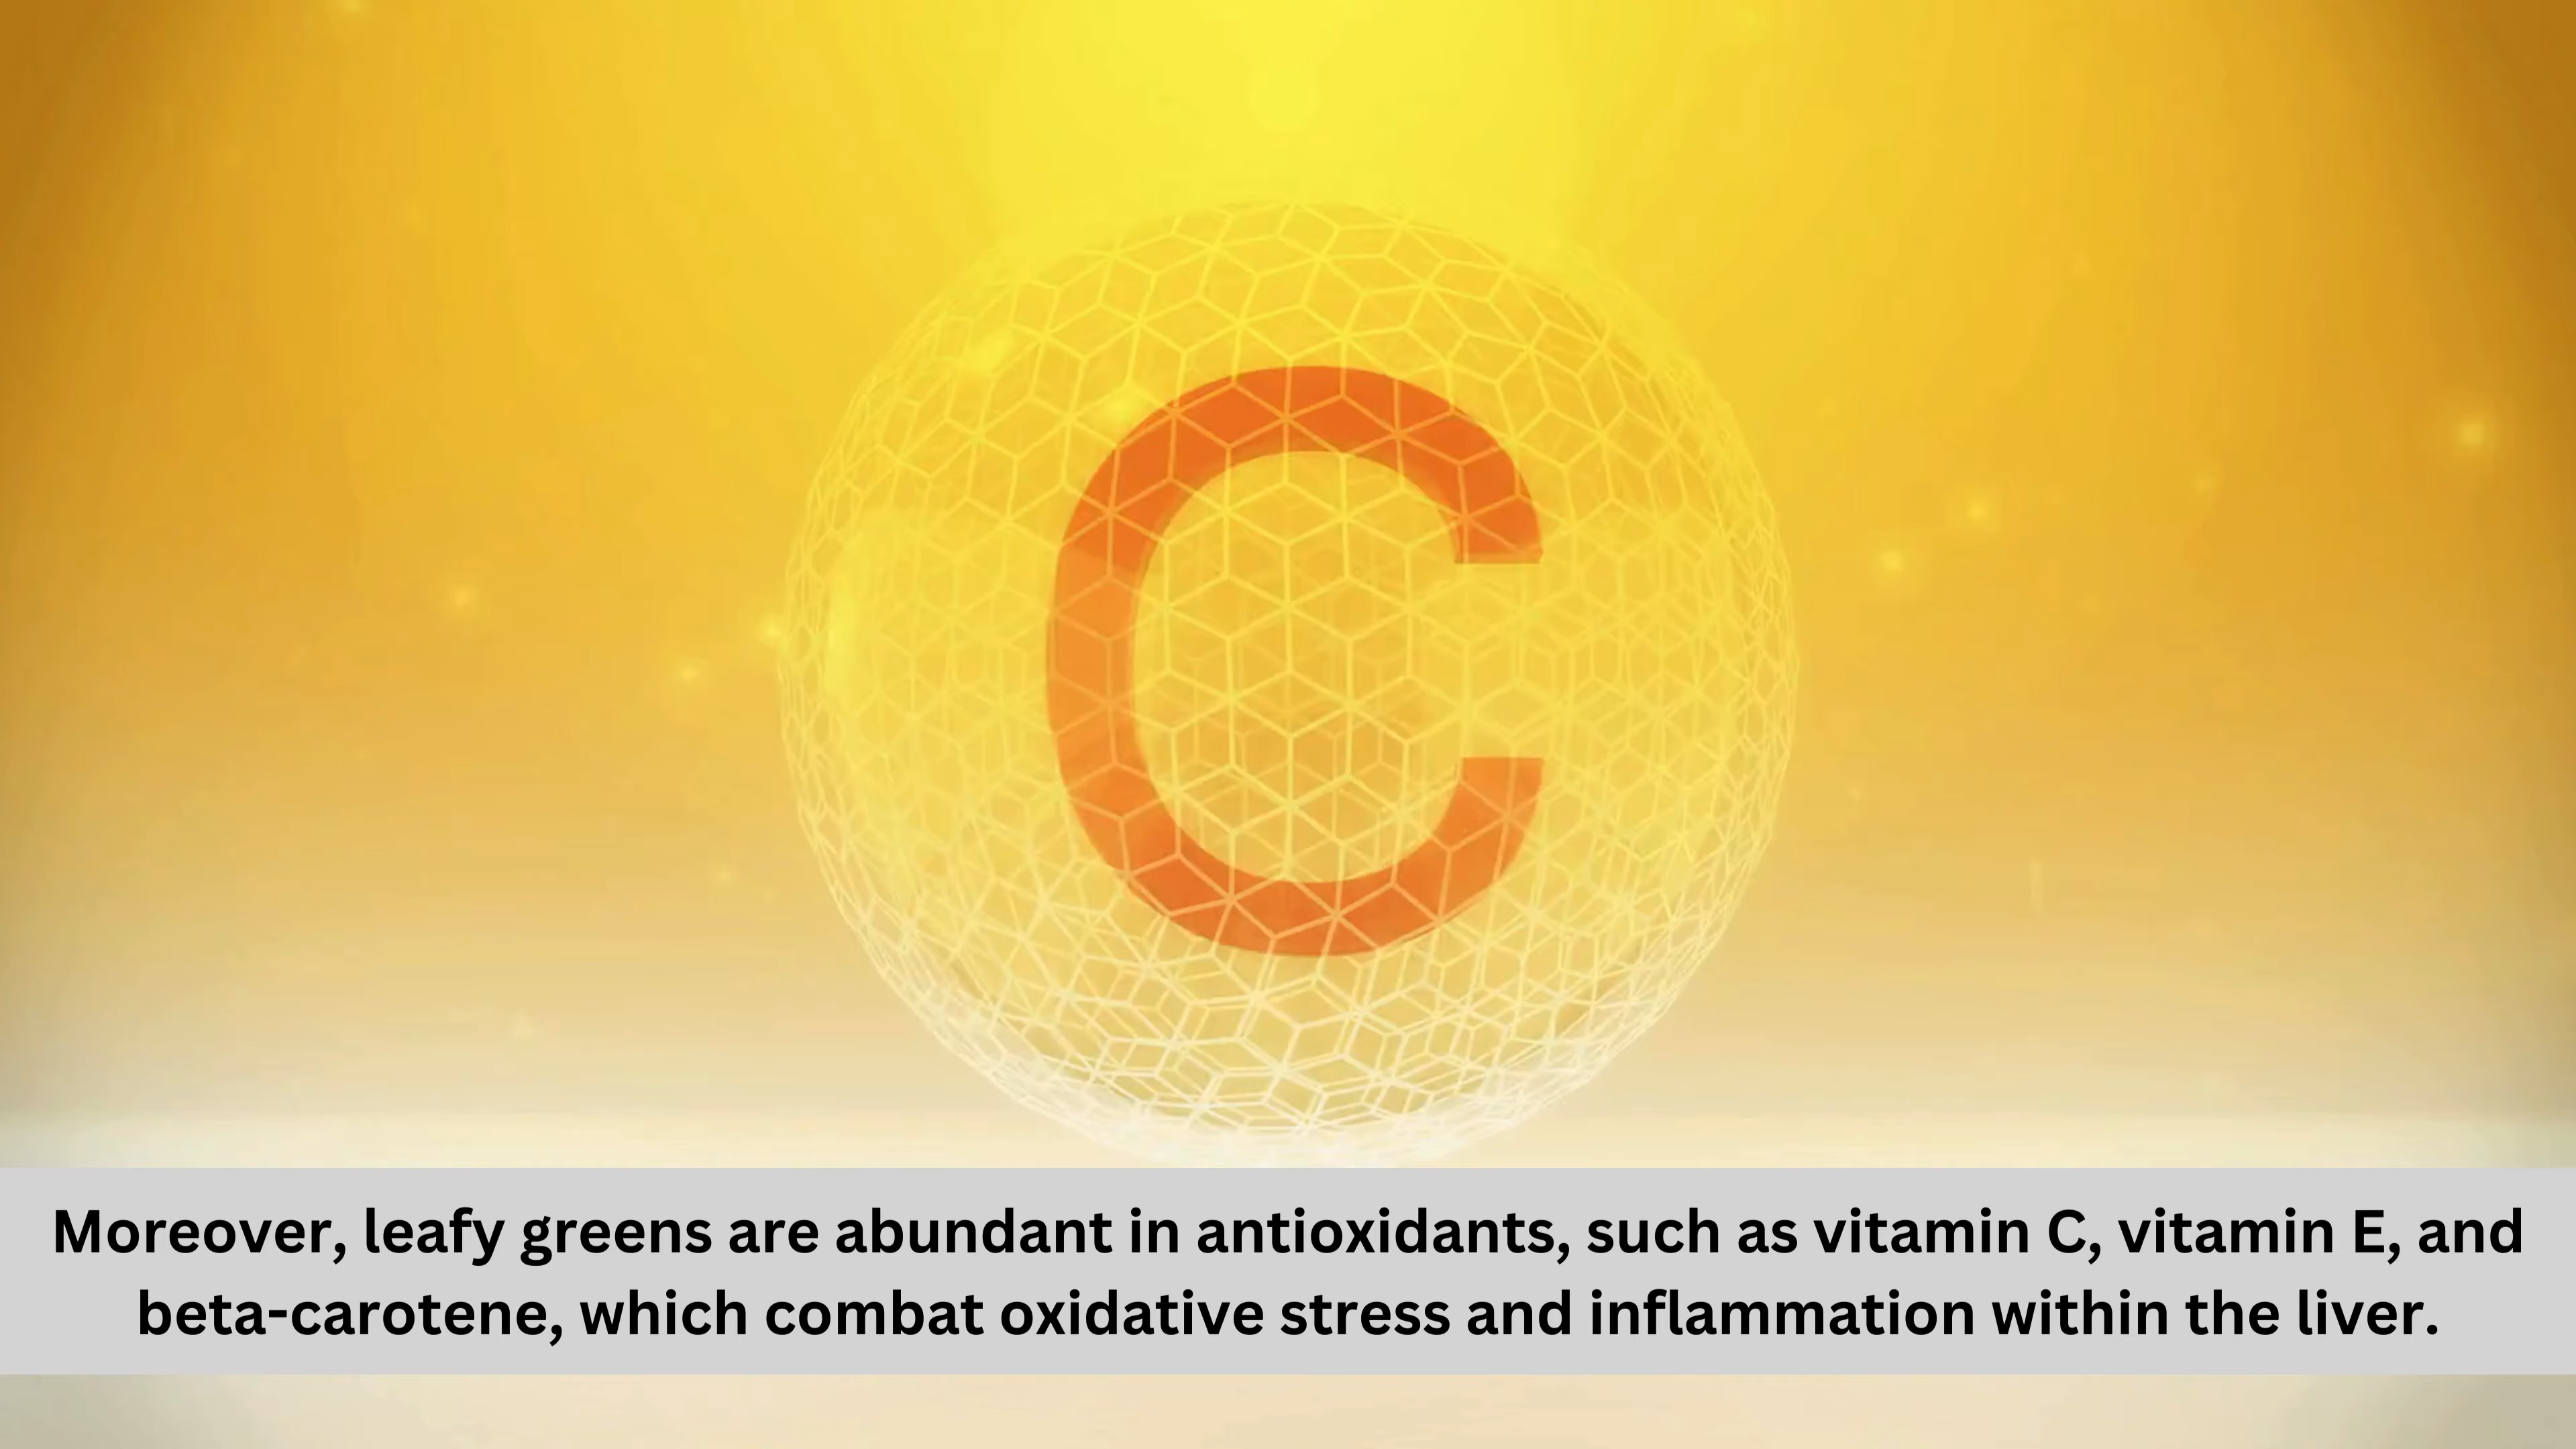 C
Moreover, leafy greens are abundant in antioxidants, such as vitamin C, vitamin E, and
beta-carotene, which combat oxidative stress and inflammation within the liver.